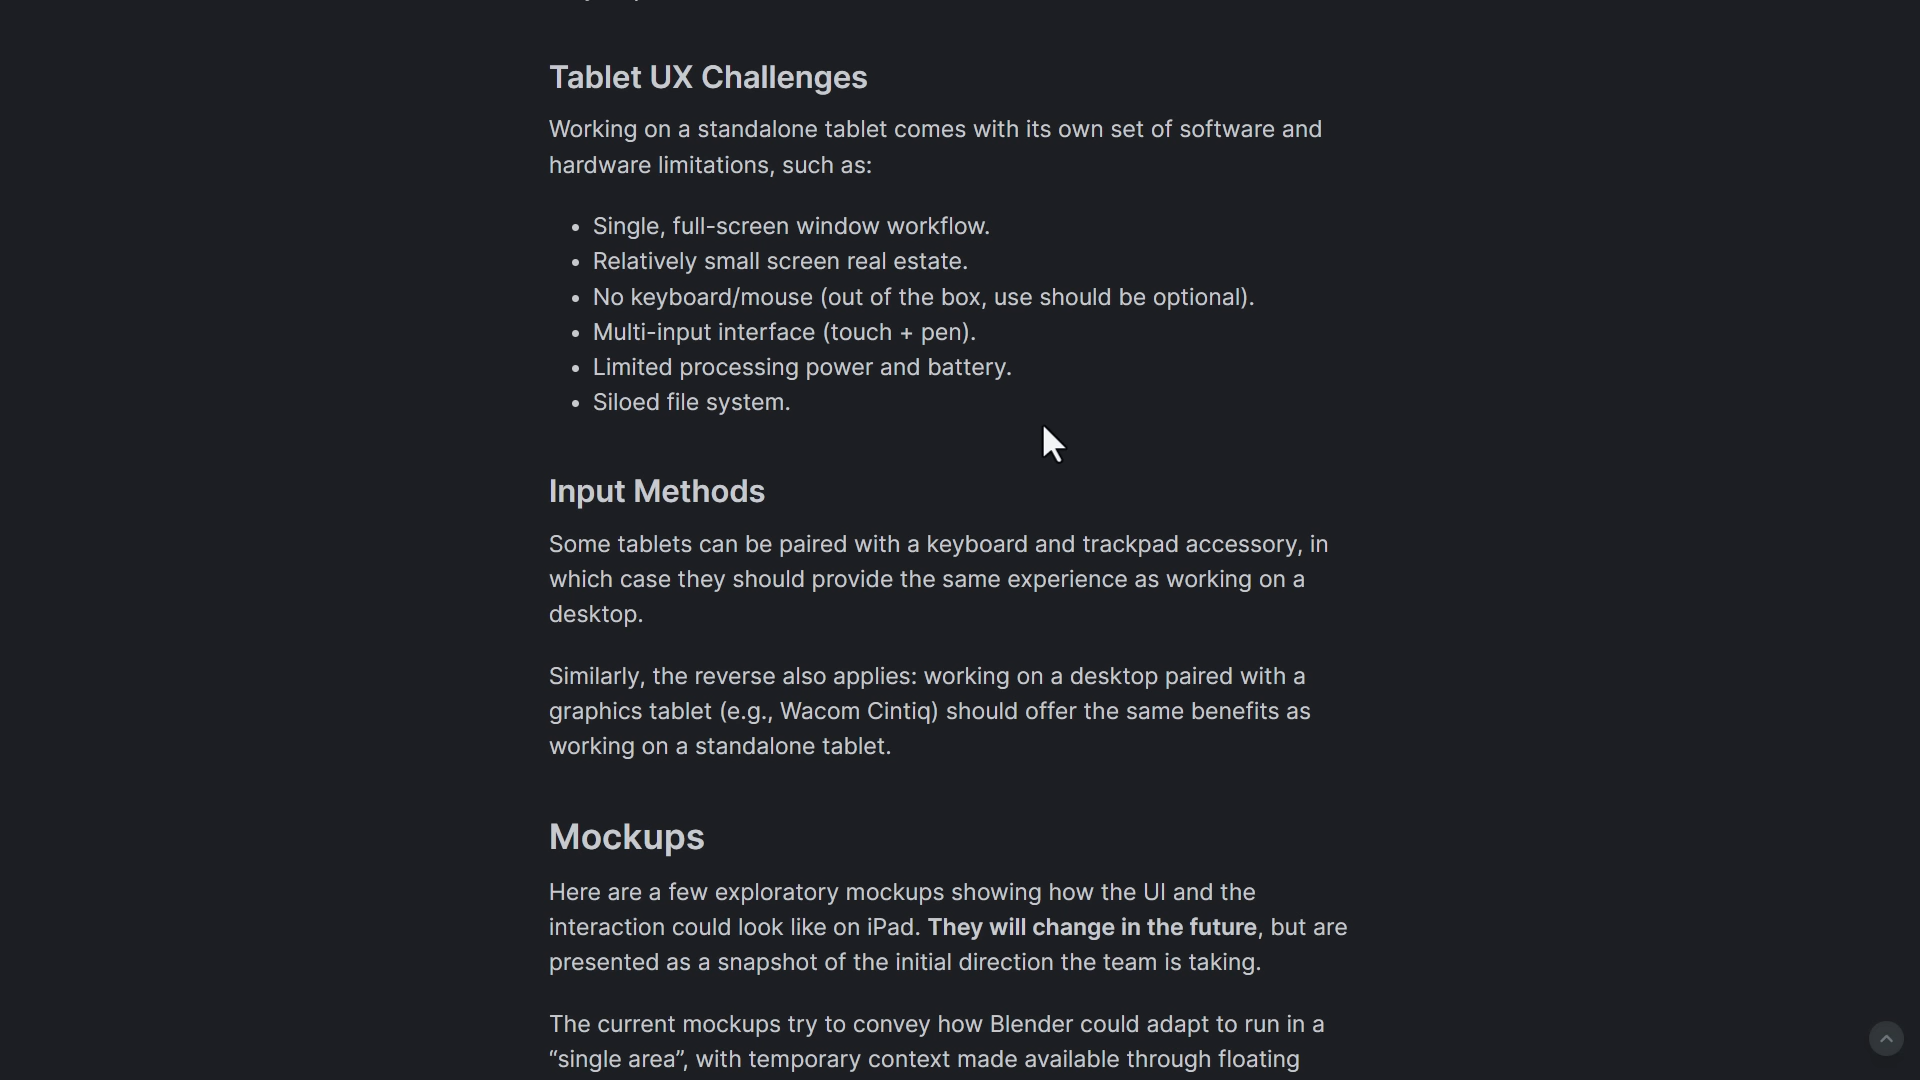 Tablet UX Challenges
Working on a standalone tablet comes with its own set of software and
hardware limitations, such as:
• Single, full-screen window workflow.
• Relatively small screen real estate.
• No keyboard/mouse (out of the box, use should be optional).
• Multi-input interface (touch + pen).
• Limited processing power and battery.
• Siloed file system.
Input Methods
Some tablets can be paired with a keyboard and trackpad accessory, in
which case they should provide the same experience as working on a
desktop.
Similarly, the reverse also applies: working on a desktop paired with a
graphics tablet (e.g., Wacom Cintiq) should offer the same benefits as
working on a standalone tablet.
Mockups
Here are a few exploratory mockups showing how the UI and the
interaction could look like on iPad. They will change in the future, but are
presented as a snapshot of the initial direction the team is taking.
The current mockups try to convey how Blender could adapt to run in a
“single area”, with temporary context made available through floating